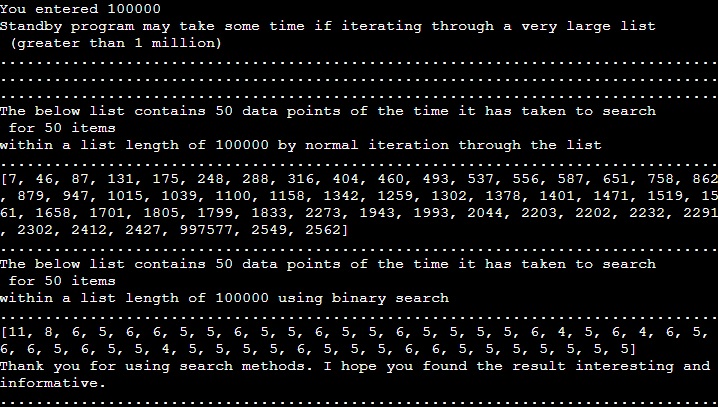 You entered 100000
Standby program may take some time if iterating through a very large list
 (greater than 1 million)
........................................................................
........................................................................
........................................................................
The below list contains 50 data points of the time it has taken to search
 for 50 items
within a list length of 100000 by normal iteration through the list
........................................................................
[7, 46, 87, 131, 175, 248, 288, 316, 404, 460, 493, 537, 556, 587, 651, 758, 862
, 879, 947, 1015, 1039, 1100, 1158, 1342, 1259, 1302, 1378, 1401, 1471, 1519, 15
61, 1658, 1701, 1805, 1799, 1833, 2273, 1943, 1993, 2044, 2203, 2202, 2232, 2291
, 2302, 2412, 2427, 997577, 2549, 2562]
........................................................................
The below list contains 50 data points of the time it has taken to search
 for 50 items
within a list length of 100000 using binary search
........................................................................
[11, 8, 6, 5, 6, 6, 5, 5, 6, 5, 5, 6, 5, 5, 6, 5, 5, 5, 5, 6, 4, 5, 6, 4, 6, 5,
6, 6, 5, 6, 5, 5, 4, 5, 5, 5, 5, 6, 5, 5, 5, 6, 6, 5, 5, 5, 5, 5, 5, 5]
Thank you for using search methods. I hope you found the result interesting and
informative.
........................................................................